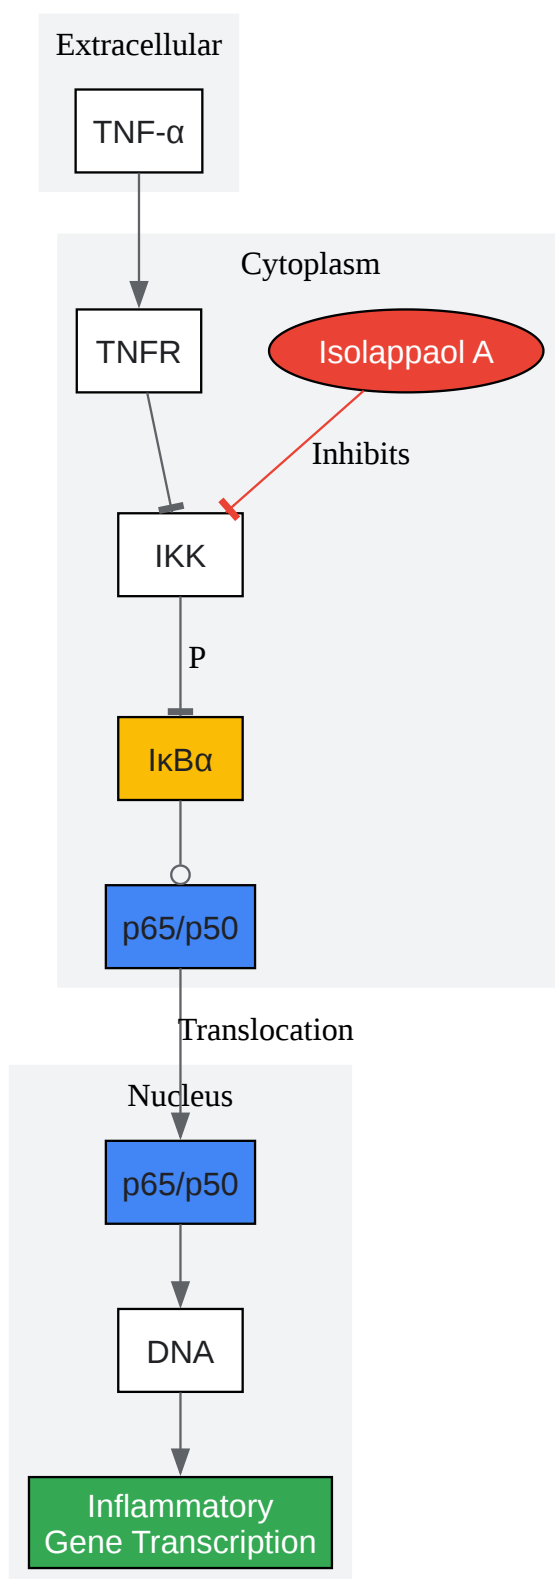 Extracellular
TNF-α
Cytoplasm
TNFR
Isolappaol A
Inhibits
IKK
P
IκBα
p65/p50
Translocation
Nucleus
p65/p50
DNA
Inflammatory
Gene Transcription